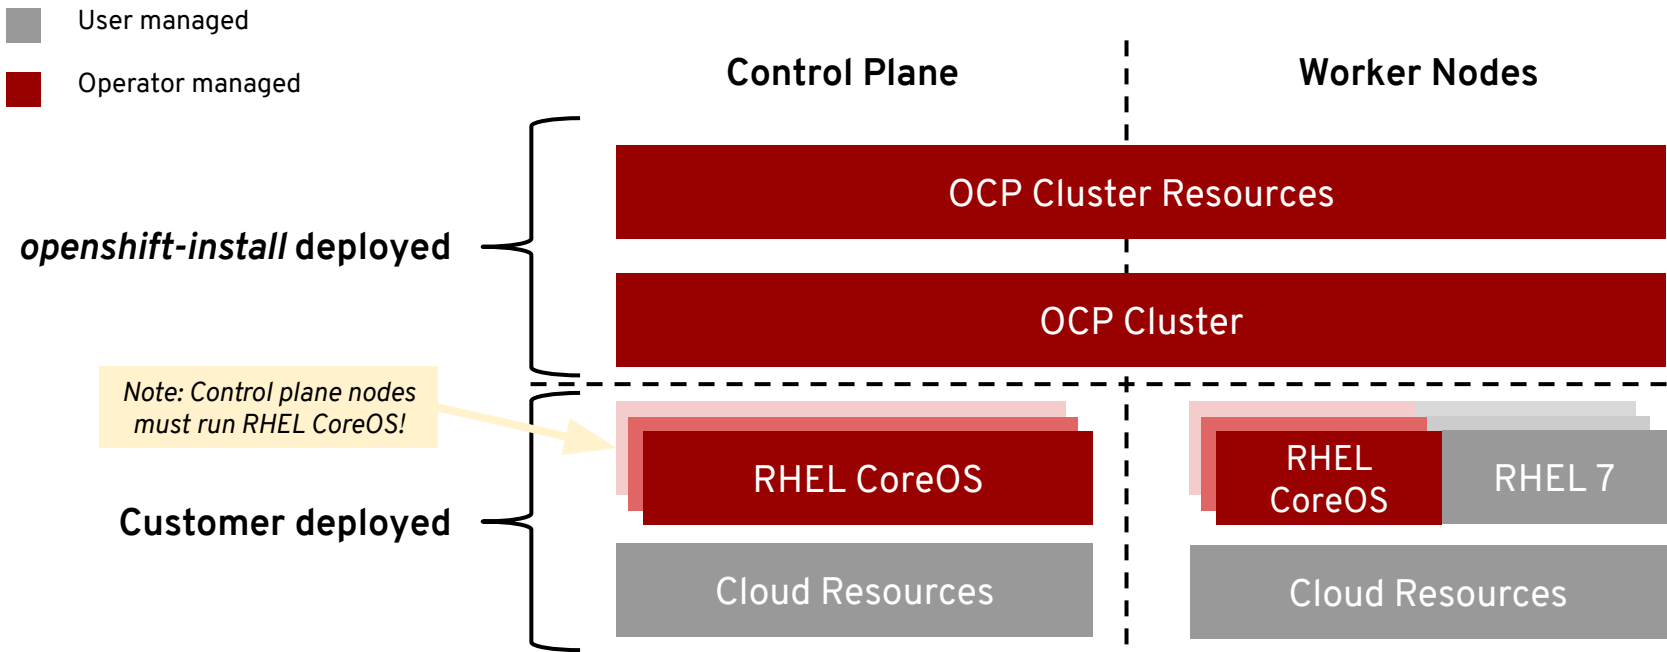 User managed
Operator managed
Control Plane
Worker Nodes
OCP Cluster Resources
openshift-install deployed
OCP Cluster
Note: Control plane nodes
must run RHEL CoreOS!
RHEL CoreOS
RHEL
CoreOS
RHEL 7
Customer deployed
Cloud Resources
Cloud Resources